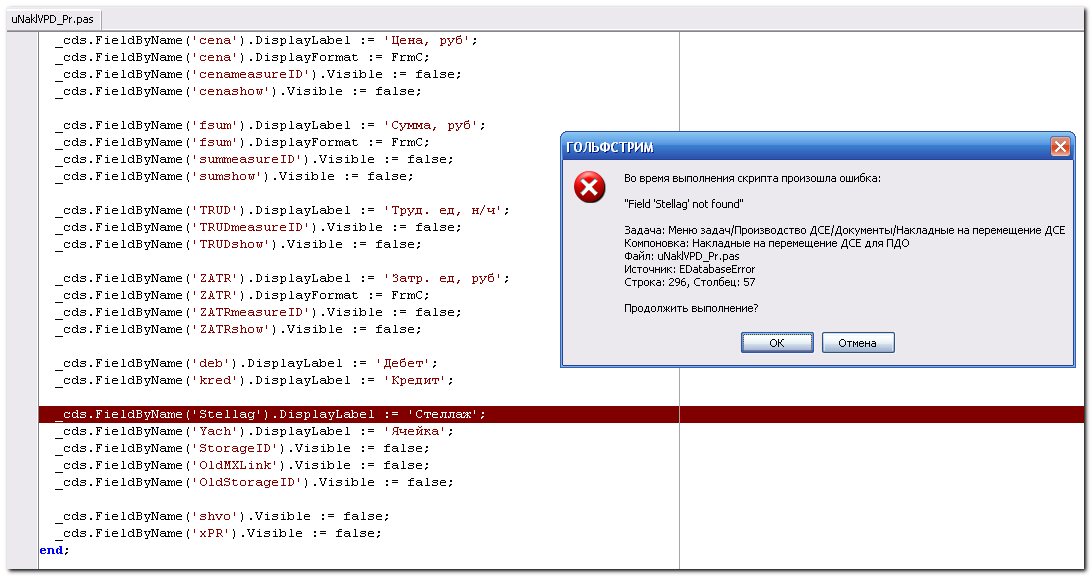 uNaklVPD_Pr.pas
_cds.FieldByName('cena').DisplayLabel := 'Цена, руб';
_cds.FieldByName('cena').DisplayFormat := FrmC;
_cds.FieldByName('cenameasureID').Visible := false;
_cds.FieldByName('cenashow').Visible := false;
_cds.FieldByName('fsum').DisplayLabel := 'Сумма, руб';
_cds.FieldByName('fsum').DisplayFormat := FrmC;
_cds.FieldByName('summeasureID').Visible := false;
_cds.FieldByName('sumshow').Visible := false;
_cds.FieldByName('TRUD').DisplayLabel := 'Труд. ед, н/ч';
_cds.FieldByName('TRUDmeasureID').Visible := false;
_cds.FieldByName('TRUDshow').Visible := false;
_cds.FieldByName('ZATR').DisplayLabel := 'Затр. ед, руб';
_cds.FieldByName('ZATR').DisplayFormat := FrmC;
_cds.FieldByName('ZATRmeasureID').Visible := false;
_cds.FieldByName('ZATRshow').Visible := false;
_cds.FieldByName('deb').DisplayLabel := 'Дебет';
_cds.FieldByName('kred').DisplayLabel := 'Кредит';
_cds.FieldByName('Stellag').DisplayLabel := 'Стеллаж';
_cds.FieldByName('Yach').DisplayLabel := 'Ячейка';
_cds.FieldByName('StorageID').Visible := false;
_cds.FieldByName('OldMXLink').Visible := false;
_cds.FieldByName('OldStorageID').Visible := false;
_cds.FieldByName('shvo').Visible := false;
_cds.FieldByName('xPR').Visible := false;
end;
ГОЛЬФСТРИМ
Во время выполнения скрипта произошла ошибка:
"Field 'Stellag' not found"
Задача: Меню задач/Производство ДСЕ/Документы/Накладные на перемещение ДСЕ
Компоновка: Накладные на перемещение ДСЕ для ПДО
Файл: uNaklVPD_Pr.pas
Источник: EDatabaseError
Строка: 296, Столбец: 57
Продолжить выполнение?
ОК
Отмена